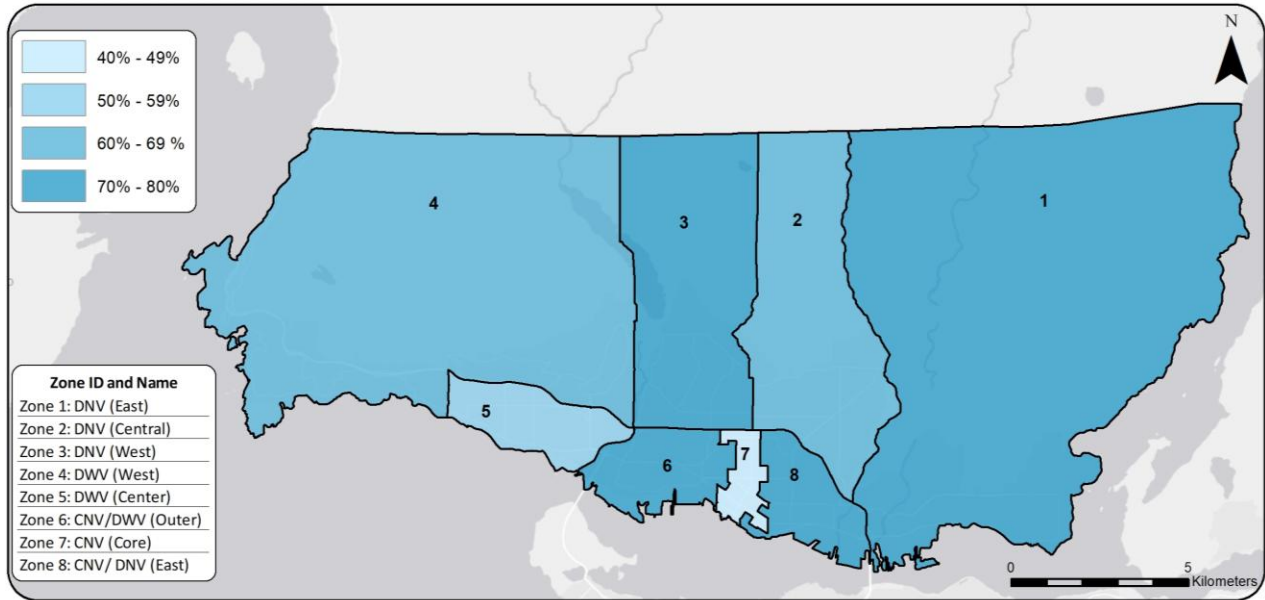 N
40% - 49%
50% - 59%
60% - 69 %
70% - 80%
4
3
2
1
5
6
7
8
Zone ID and Name
Zone 1: DNV (East)
Zone 2: DNV (Central)
Zone 3: DNV (West)
Zone 4: DWV (West)
Zone 5: DWV (Center)
Zone 6: CNV/DWV (Outer)
Zone 7: CNV (Core)
Zone 8: CNV/ DNV (East)
0 5
Kilometers